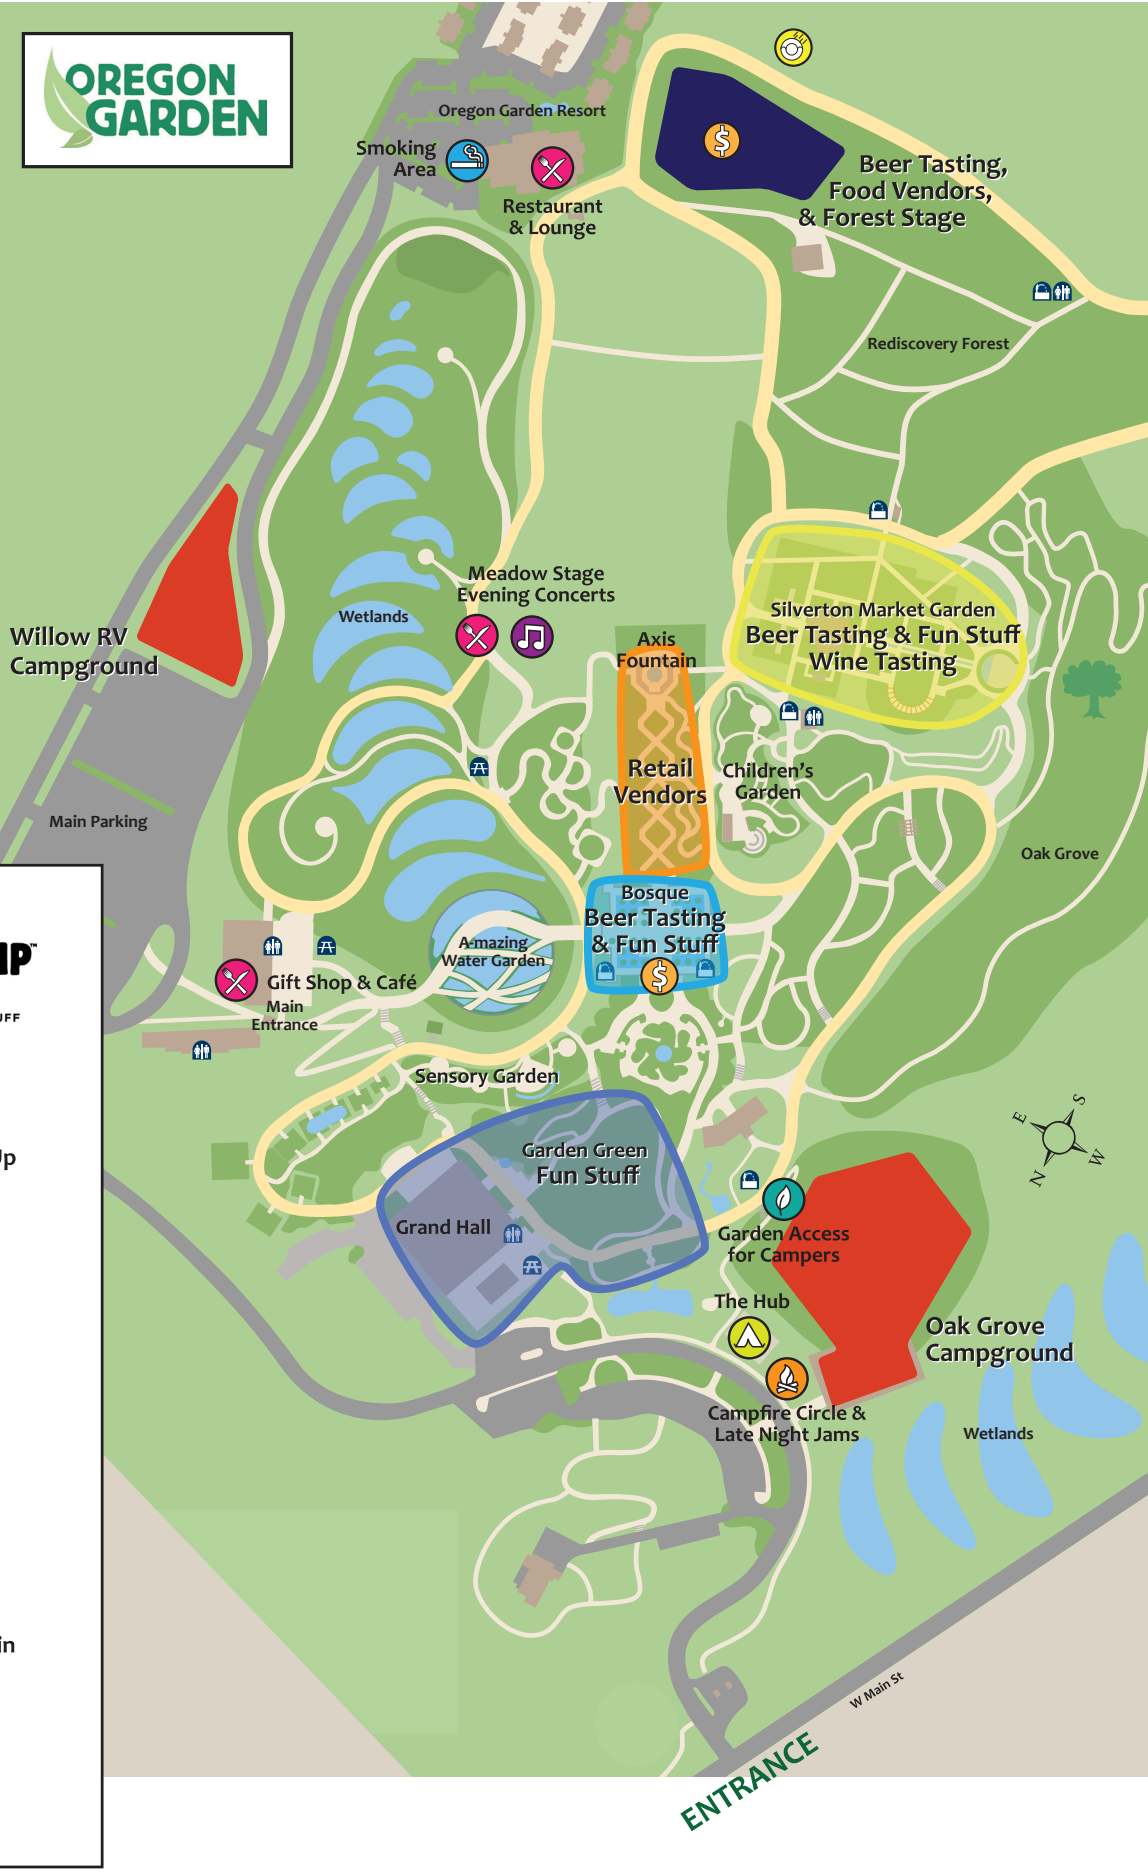 OREGON
GARDEN
Oregon Garden Resort
Smoking
Area
Restaurant
& Lounge
$
Beer Tasting,
Food Vendors,
& Forest Stage
Rediscovery Forest
Meadow Stage
Evening Concerts
Wetlands
Willow RV
Campground
Axis
Fountain
Silverton Market Garden
Beer Tasting & Fun Stuff
Wine Tasting
Retail
Vendors
Children's
Garden
Main Parking
Oak Grove
Bosque
Beer Tasting
& Fun Stuff
$
A-mazing
Water Garden
Gift Shop & Café
Main
Entrance
Sensory Garden
Garden Green
Fun Stuff
Grand Hall
Garden Access
for Campers
E
S
N
W
The Hub
Oak Grove
Campground
Campfire Circle &
Late Night Jams
Wetlands
W Main St
ENTRANCE
IP™
UFF
Up
in